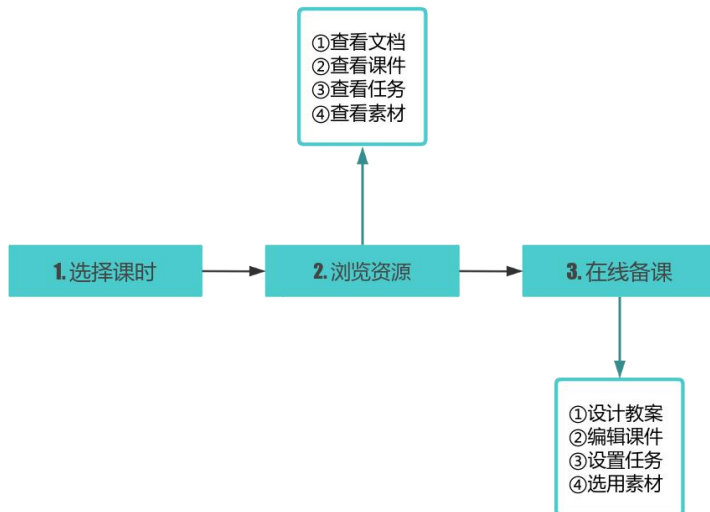 ①查看文档
②查看课件
③查看任务
④查看素材
1.选择课时
2.浏览资源
3.在线备课
①设计教案
②编辑课件
③设置任务
④选用素材